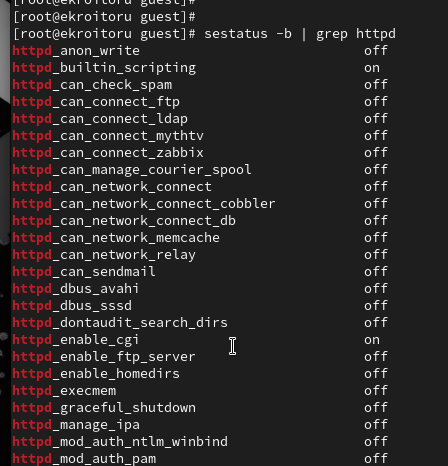 [root@ekroitoru guest]#
[root@ekroitoru guest]#
[root@ekroitoru guest]# sestatus -b | grep httpd
httpd_anon_write off
httpd_builtin_scripting on
httpd_can_check_spam off
httpd_can_connect_ftp off
httpd_can_connect_ldap off
httpd_can_connect_mythtv off
httpd_can_connect_zabbix off
httpd_can_manage_courier_spool off
httpd_can_network_connect off
httpd_can_network_connect_cobbler off
httpd_can_network_connect_db off
httpd_can_network_memcache off
httpd_can_network_relay off
httpd_can_sendmail off
httpd_dbus_avahi off
httpd_dbus_sssd off
httpd_dontaudit_search_dirs off
httpd_enable_cgi on
httpd_enable_ftp_server off
httpd_enable_homedirs off
httpd_execmem off
httpd_graceful_shutdown off
httpd_manage_ipa off
httpd_mod_auth_ntlm_winbind off
httpd_mod_auth_pam off